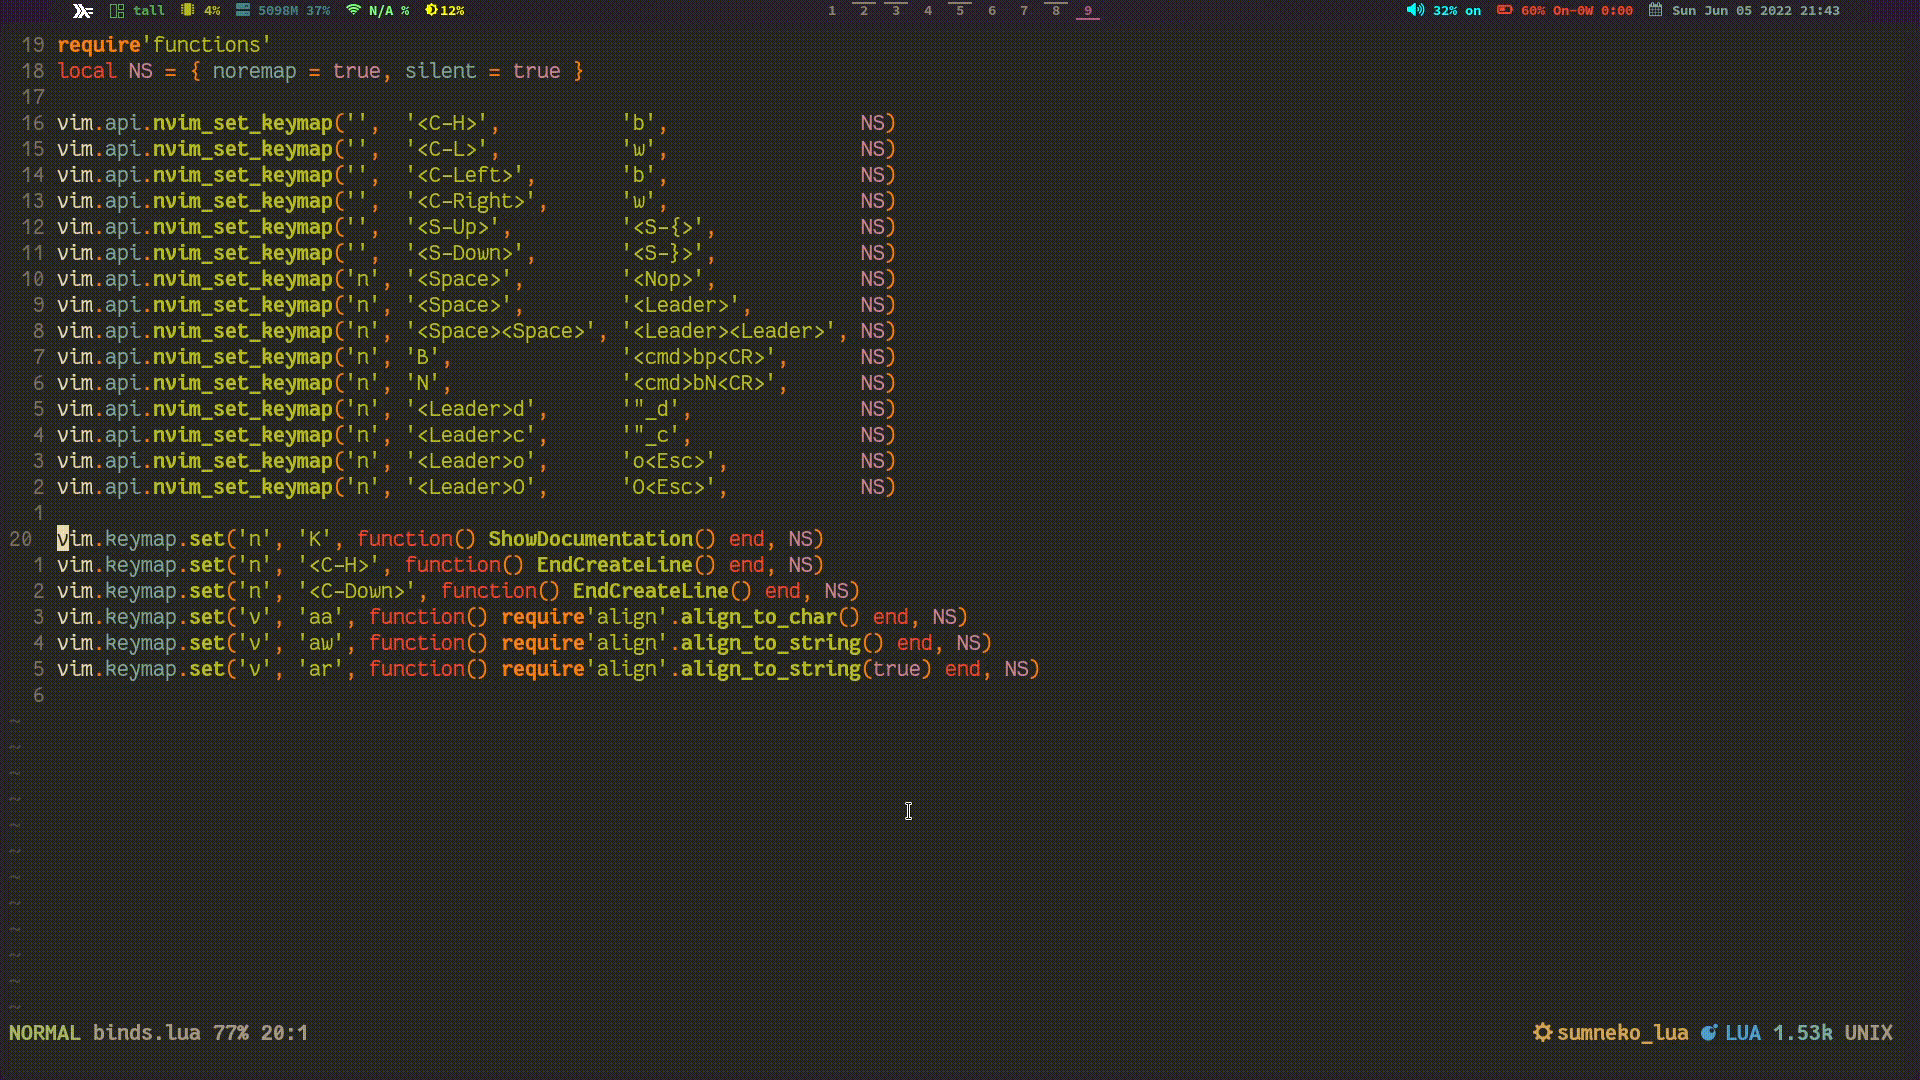 tall 4% 5098M 37% N/A % 12% 1 2 3 4 5 6 7 8 9 32% on 60% On-0W 0:00 Sun Jun 05 2022 21:43
19 require'functions'
18 local NS = { noremap = true, silent = true }
17
16 vim.api.nvim_set_keymap('', '<C-H>', 'b', NS)
15 vim.api.nvim_set_keymap('', '<C-L>', 'w', NS)
14 vim.api.nvim_set_keymap('', '<C-Left>', 'b', NS)
13 vim.api.nvim_set_keymap('', '<C-Right>', 'w', NS)
12 vim.api.nvim_set_keymap('', '<S-Up>', '<S-{>', NS)
11 vim.api.nvim_set_keymap('', '<S-Down>', '<S-}>', NS)
10 vim.api.nvim_set_keymap('n', '<Space>', '<Nop>', NS)
9 vim.api.nvim_set_keymap('n', '<Space>', '<Leader>', NS)
8 vim.api.nvim_set_keymap('n', '<Space><Space>', '<Leader><Leader>', NS)
7 vim.api.nvim_set_keymap('n', 'B', '<cmd>bp<CR>', NS)
6 vim.api.nvim_set_keymap('n', 'N', '<cmd>bN<CR>', NS)
5 vim.api.nvim_set_keymap('n', '<Leader>d', '"_d', NS)
4 vim.api.nvim_set_keymap('n', '<Leader>c', '"_c', NS)
3 vim.api.nvim_set_keymap('n', '<Leader>o', 'o<Esc>', NS)
2 vim.api.nvim_set_keymap('n', '<Leader>O', 'O<Esc>', NS)
1
20 vim.keymap.set('n', 'K', function() ShowDocumentation() end, NS)
1 vim.keymap.set('n', '<C-H>', function() EndCreateLine() end, NS)
2 vim.keymap.set('n', '<C-Down>', function() EndCreateLine() end, NS)
3 vim.keymap.set('v', 'aa', function() require'align'.align_to_char() end, NS)
4 vim.keymap.set('v', 'aw', function() require'align'.align_to_string() end, NS)
5 vim.keymap.set('v', 'ar', function() require'align'.align_to_string(true) end, NS)
6
~
~
~
~
~
~
~
~
~
~
~
~
NORMAL binds.lua 77% 20:1 sumneko_lua LUA 1.53k UNIX